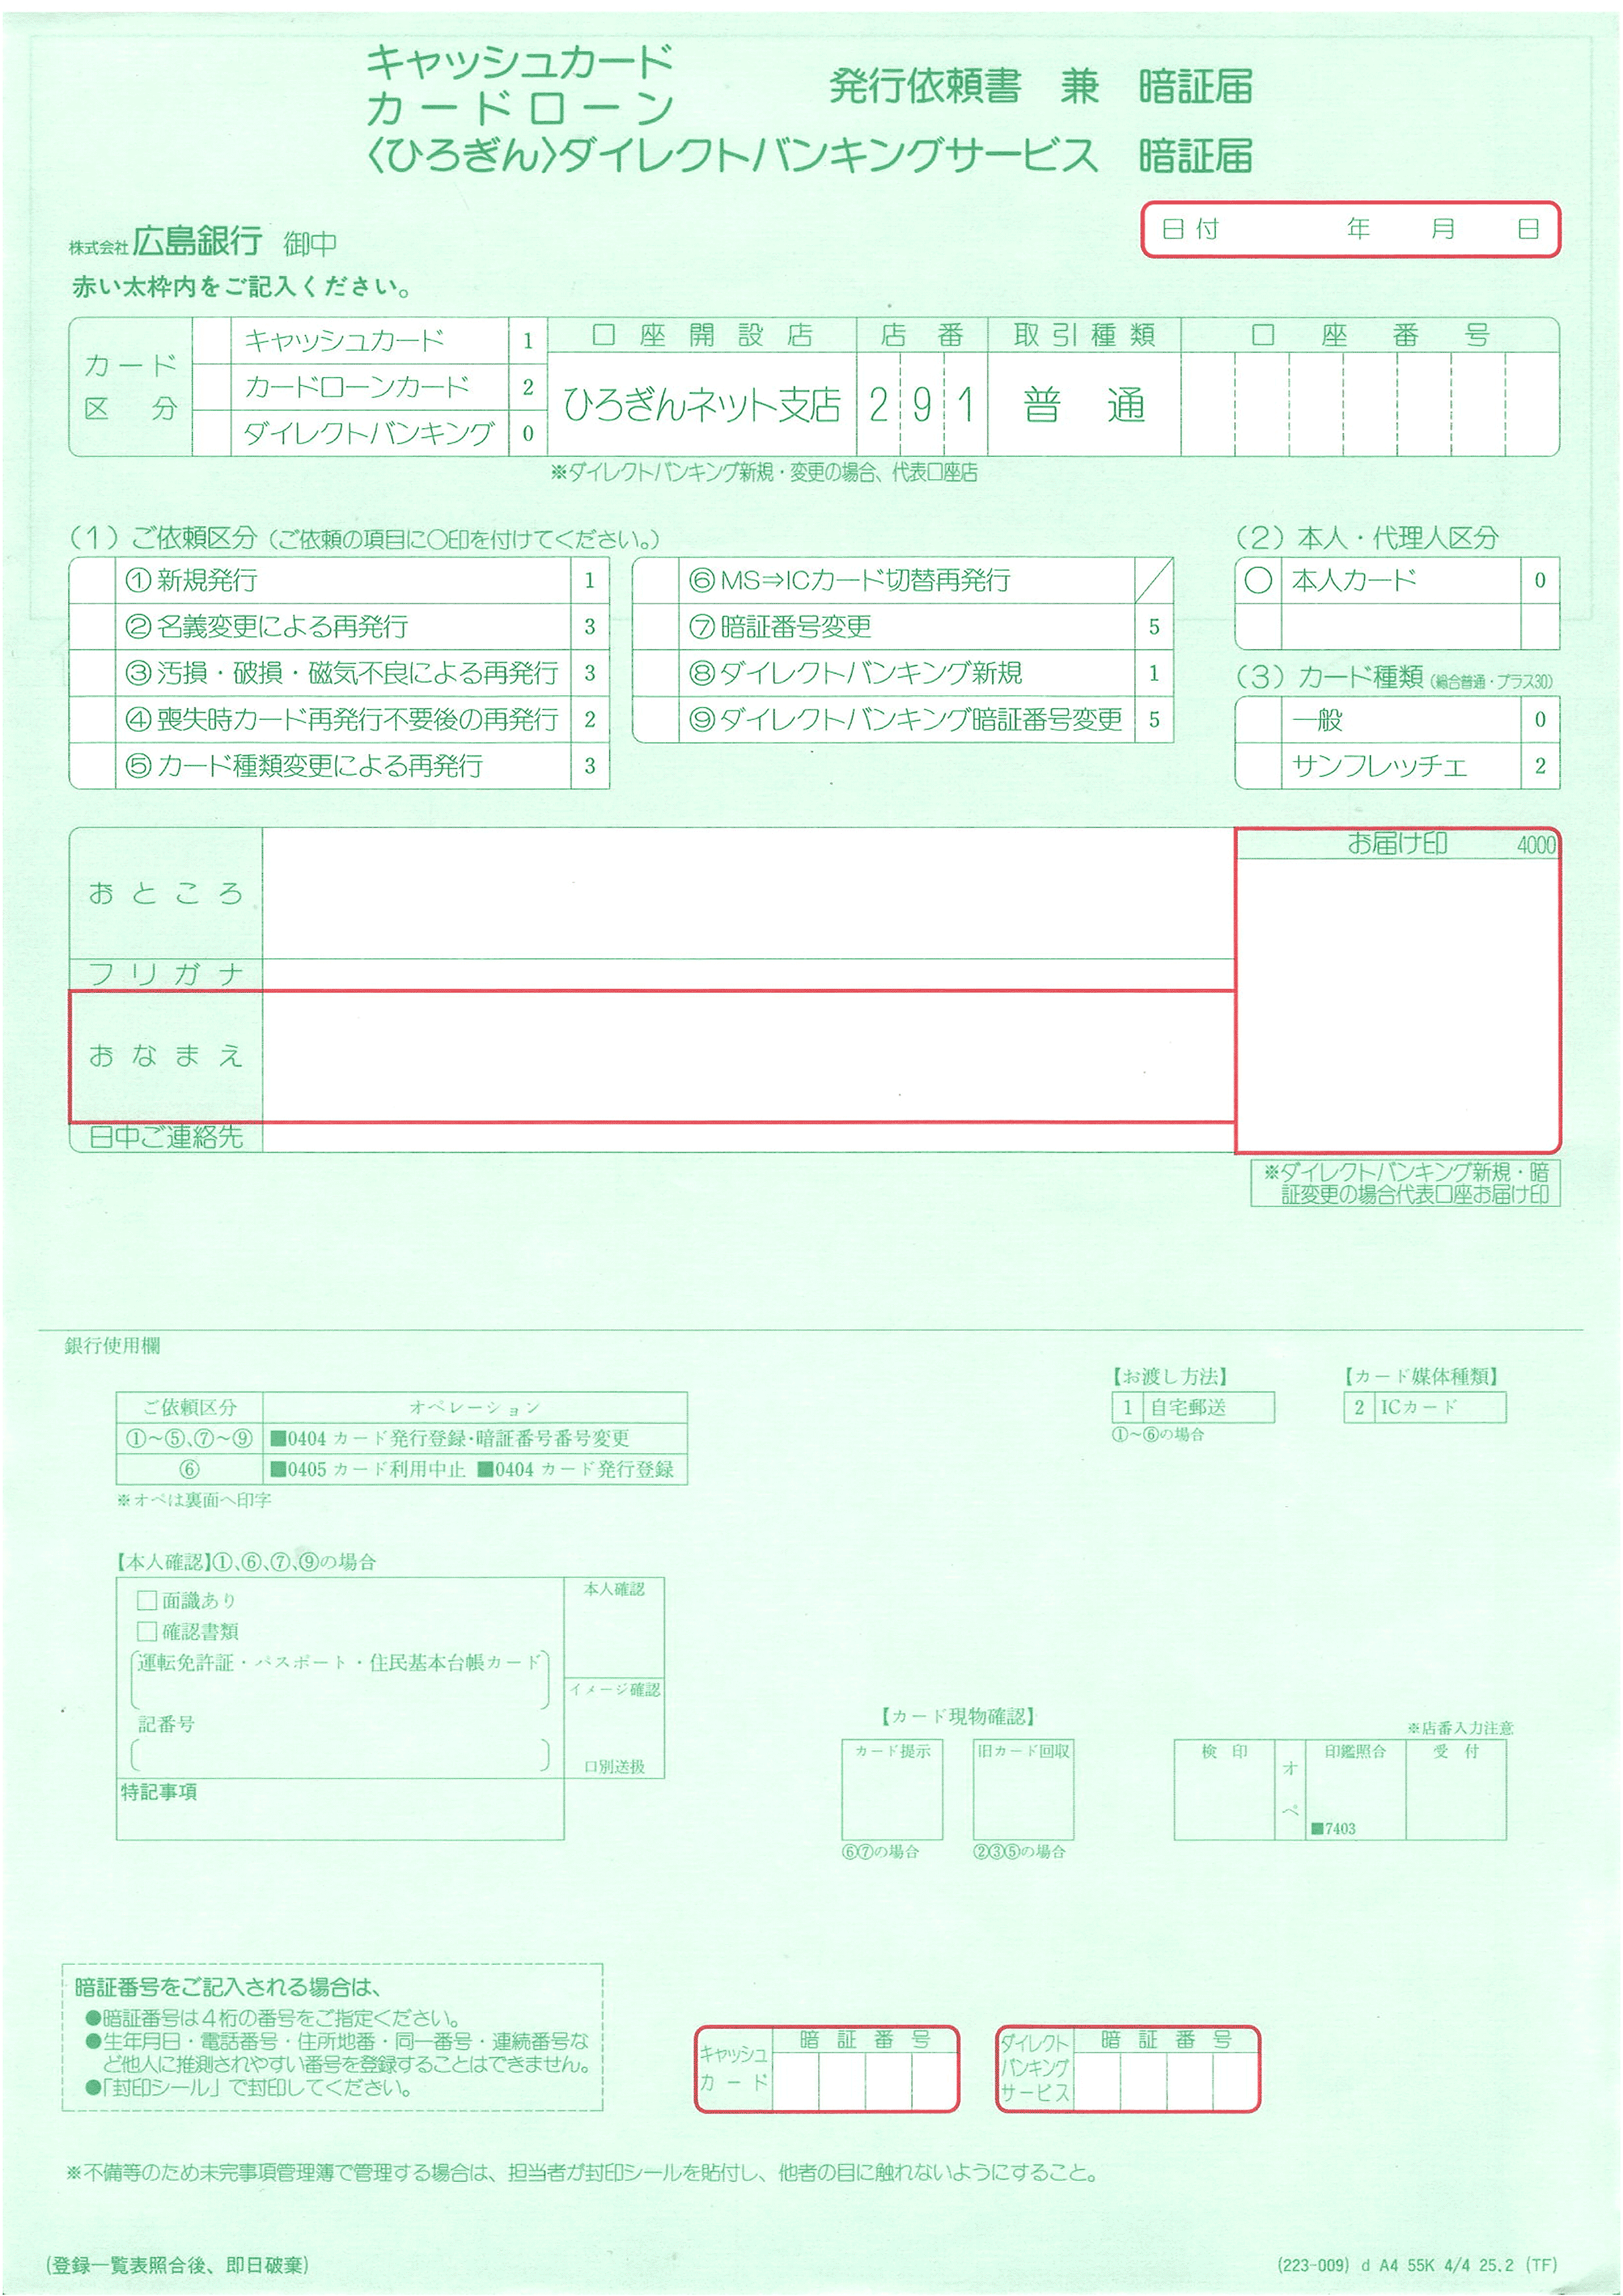 キャッシュカード
カードローン
発行依頼書 兼 暗証届
〈ひろぎん〉ダイレクトバンキングサービス 暗証届
日付 年 月 日
株式会社 広島銀行 御中
赤い太枠内をご記入ください。
カード区分
キャッシュカード 1
カードローンカード 2
ダイレクトバンキング 0
口座開設店 店番 取引種類 口座番号
ひろぎんネット支店 2 9 1 普通
※ダイレクトバンキング新規・変更の場合、代表口座店
(1) ご依頼区分(ご依頼の項目に○印を付けてください。)
①新規発行 1
②名義変更による再発行 3
③汚損・破損・磁気不良による再発行 3
④喪失時カード再発行不要後の再発行 2
⑤カード種類変更による再発行 3
⑥MS⇒ICカード切替再発行
⑦暗証番号変更 5
⑧ダイレクトバンキング新規 1
⑨ダイレクトバンキング暗証番号変更 5
(2) 本人・代理人区分
○ 本人カード 0
(3) カード種類(総合普通・プラス30)
一般 0
サンフレッチェ 2
おところ
フリガナ
おなまえ
日中ご連絡先
お届け印 4000
※ダイレクトバンキング新規・暗
証変更の場合代表口座お届け印
銀行使用欄
ご依頼区分 オペレーション
①～⑤、⑦～⑨ ■0404 カード発行登録・暗証番号番号変更
⑥ ■0405 カード利用中止 ■0404 カード発行登録
※オペは裏面へ印字
【お渡し方法】
1 自宅郵送
①～⑥の場合
【カード媒体種類】
2 ICカード
【本人確認】①、⑥、⑦、⑨の場合
□面識あり
□確認書類
(運転免許証・パスポート・住民基本台帳カード)
記番号
特記事項
本人確認
イメージ確認
口別送扱
【カード現物確認】
カード提示
⑥⑦の場合
旧カード回収
②③⑤の場合
※店番入力注意
検印 オペ 印鑑照合 受付
■7403
暗証番号をご記入される場合は、
●暗証番号は4桁の番号をご指定ください。
●生年月日・電話番号・住所地番・同一番号・連続番号な
ど他人に推測されやすい番号を登録することはできません。
●「封印シール」で封印してください。
キャッシュカード 暗証番号
ダイレクトバンキングサービス 暗証番号
※不備等のため未完事項管理簿で管理する場合は、担当者が封印シールを貼付し、他者の目に触れないようにすること。
(登録一覧表照合後、即日破棄)
(223-009) d A4 55K 4/4 25.2 (TF)